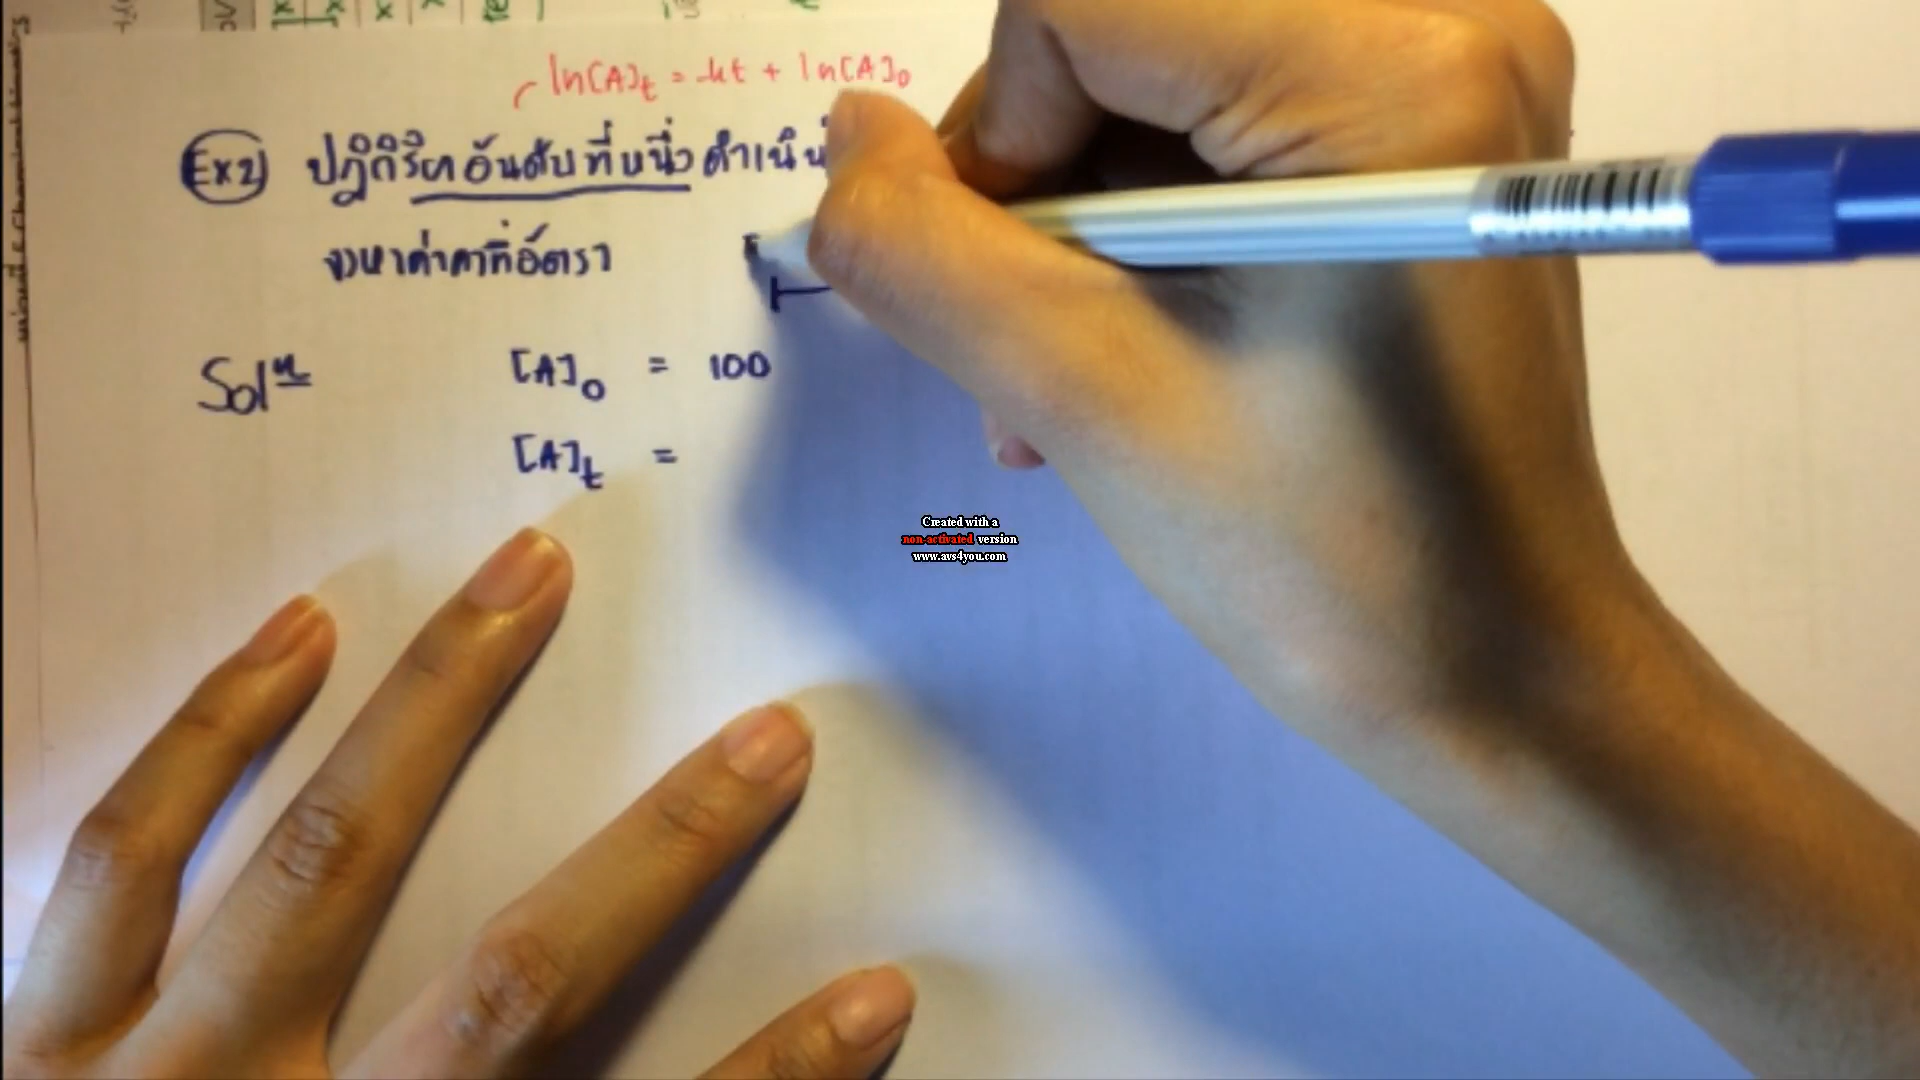 ln[A]t = -kt + ln[A]0
Ex2 ปฏิกิริยาอันดับที่หนึ่งดำเนิน
จงหาค่าคงที่อัตรา
Solⁿ [A]0 = 100
[A]t =
Created with a
non-activated version
www.avs4you.com